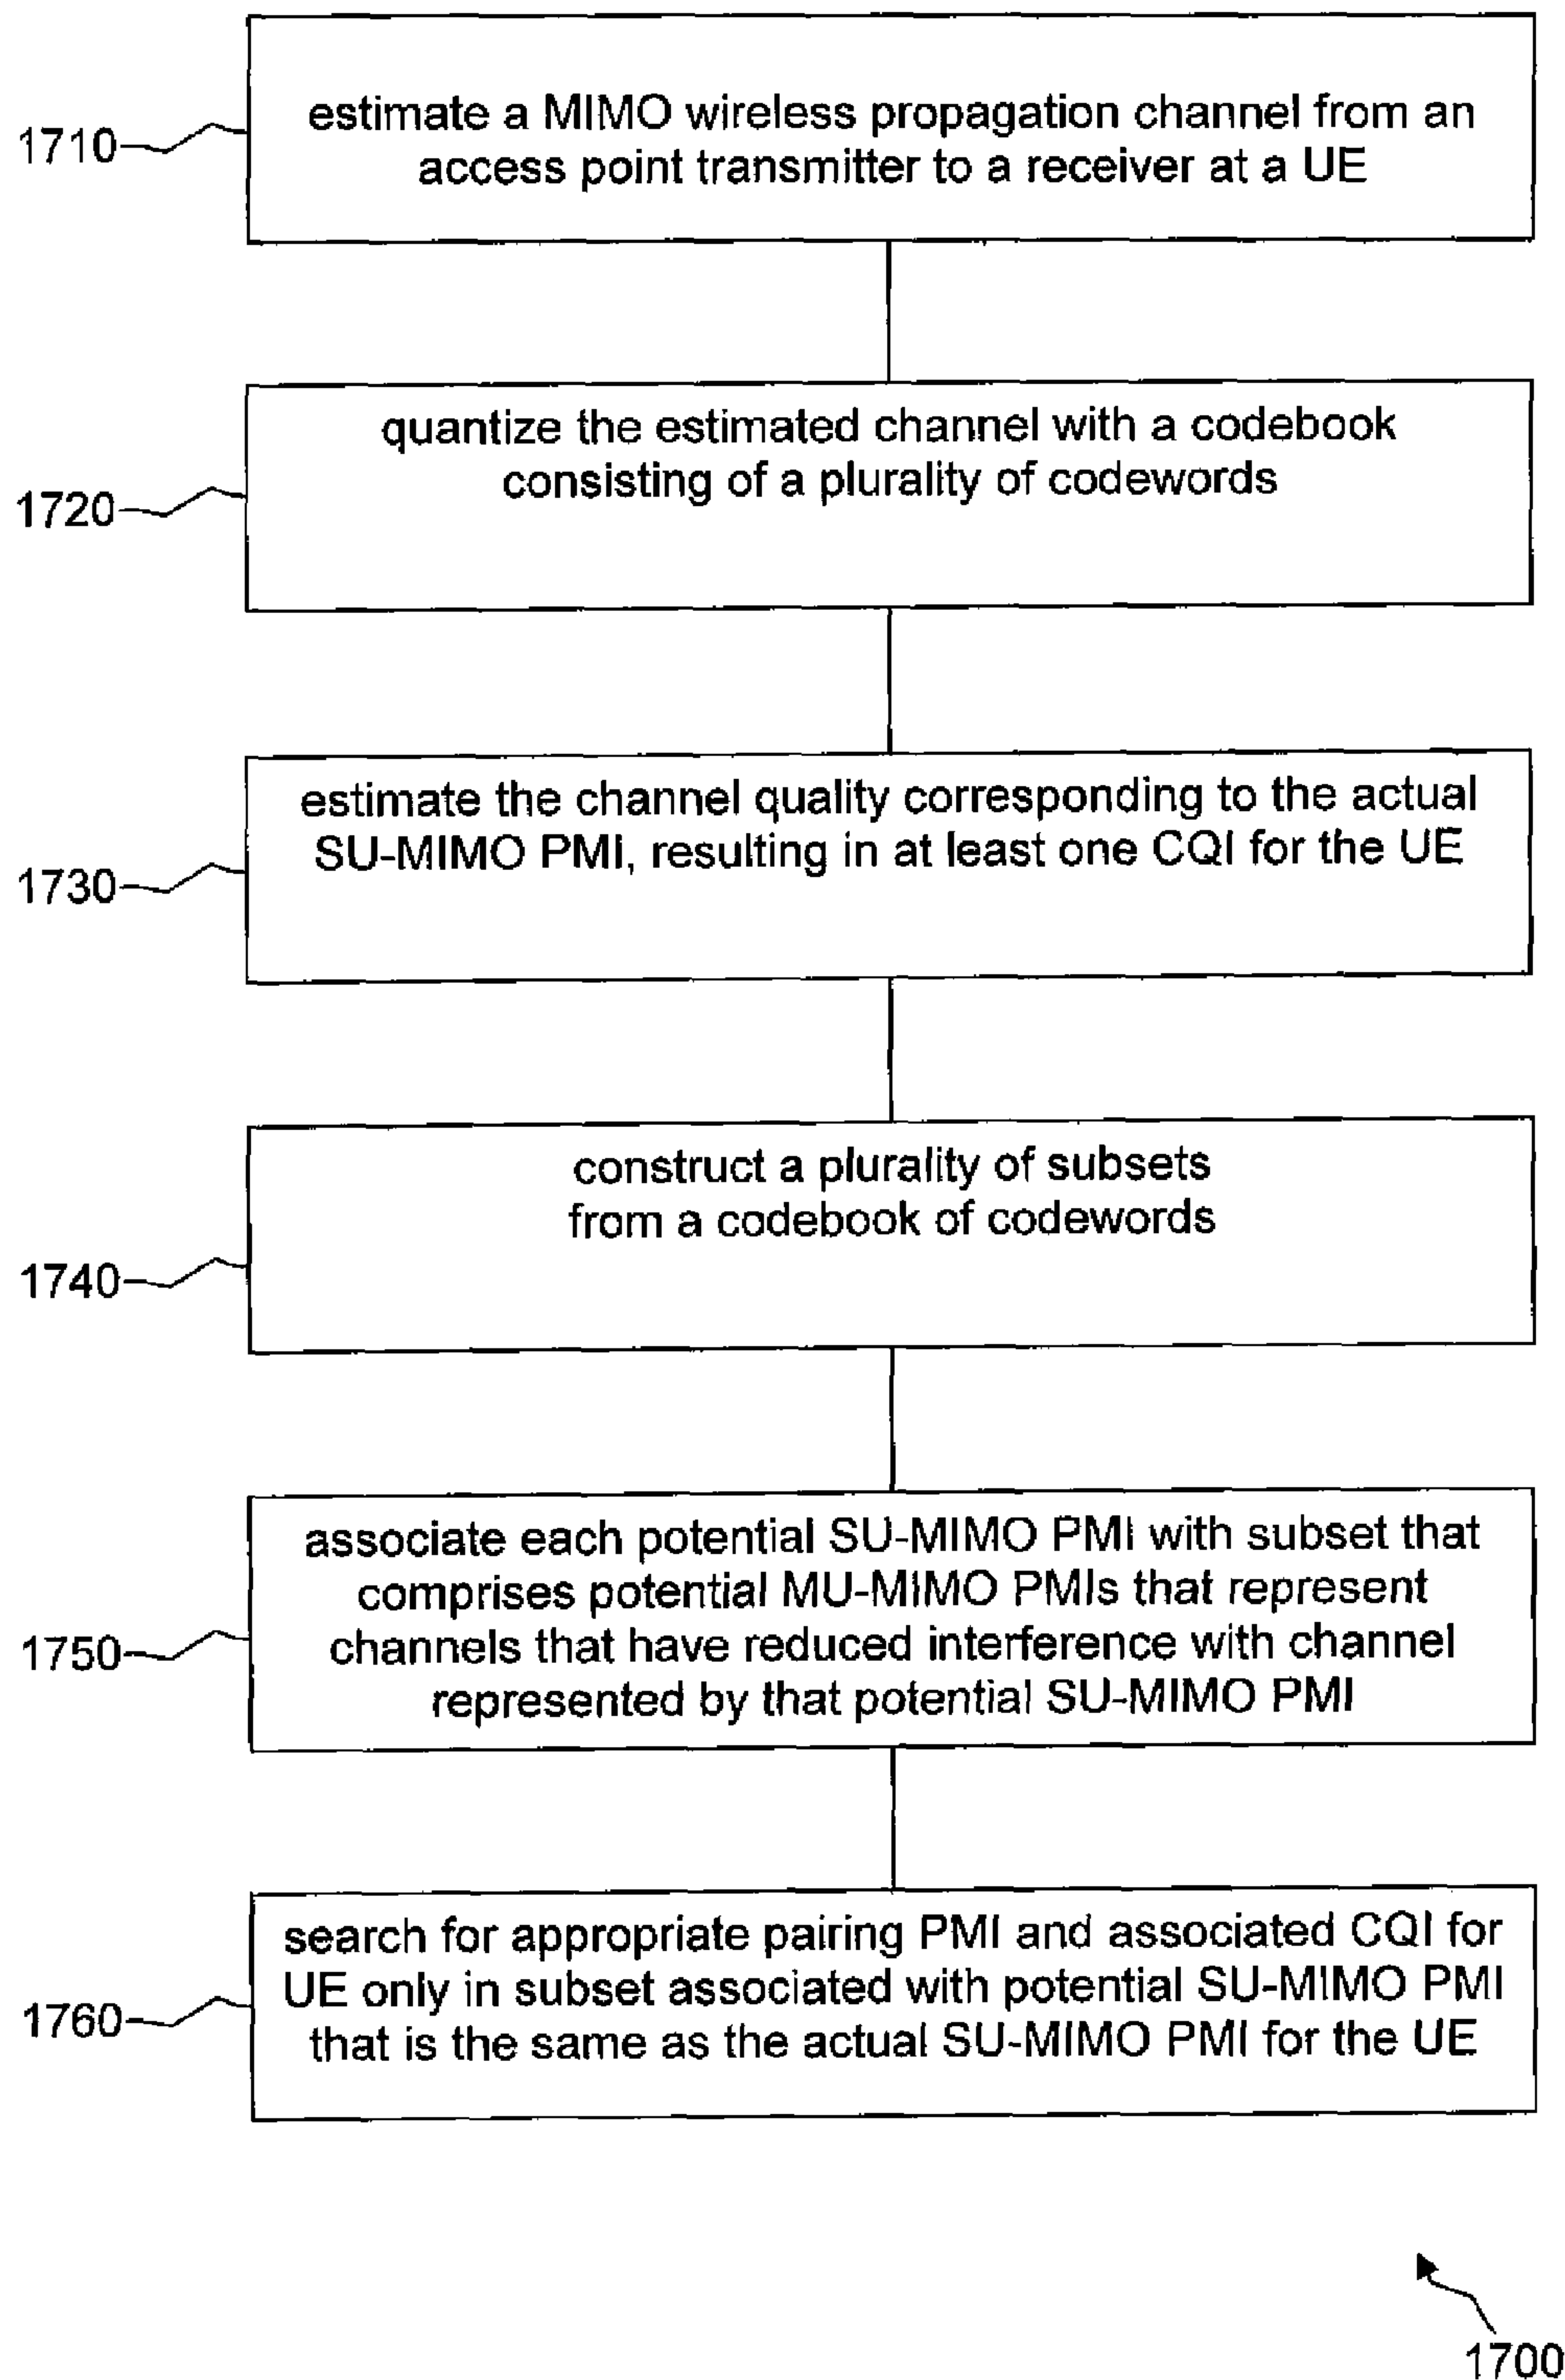 estimate a MIMO wireless propagation channel from an
access point transmitter to a receiver at a UE
1710
quantize the estimated channel with a codebook
consisting of a plurality of codewords
1720
estimate the channel quality corresponding to the actual
SU-MIMO PMI, resulting in at least one CQI for the UE
1730
construct a plurality of subsets
from a codebook of codewords
1740
associate each potential SU-MIMO PMI with subset that
comprises potential MU-MIMO PMIs that represent
channels that have reduced interference with channel
represented by that potential SU-MIMO PMI
1750
search for appropriate pairing PMI and associated CQI for
UE only in subset associated with potential SU-MIMO PMI
that is the same as the actual SU-MIMO PMI for the UE
1760
1700